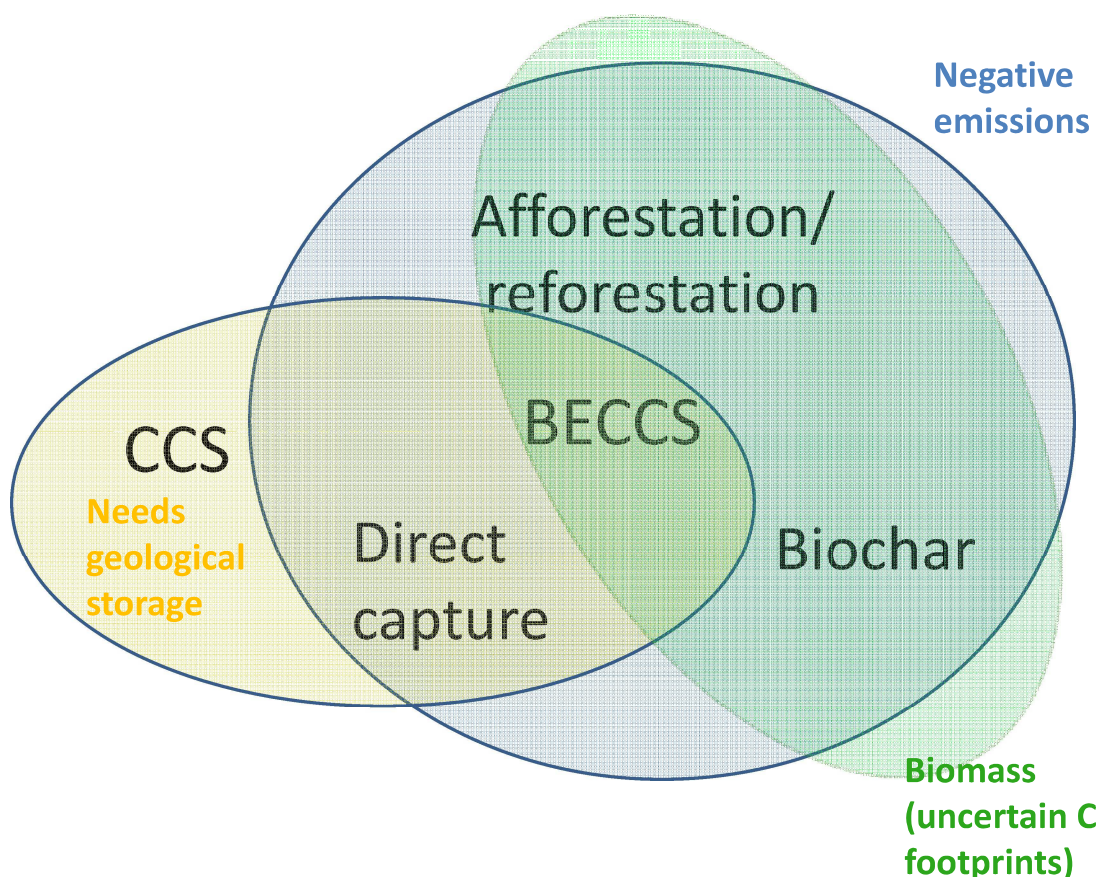 Negative
emissions
Afforestation/
reforestation
BECCS
CCS
Needs
geological
storage
Direct
capture
Biochar
Biomass
(uncertain C
footprints)